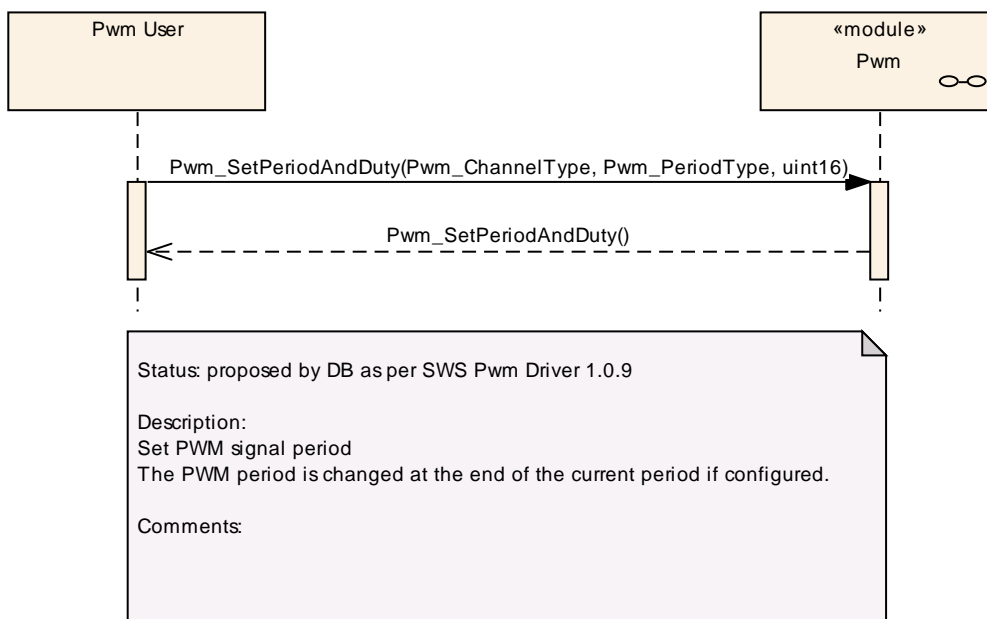 Pwm User
«module»
Pwm
Pwm_SetPeriodAndDuty(Pwm_ChannelType, Pwm_PeriodType, uint16)
Pwm_SetPeriodAndDuty()
Status: proposed by DB as per SWS Pwm Driver 1.0.9
Description:
Set PWM signal period
The PWM period is changed at the end of the current period if configured.
Comments: